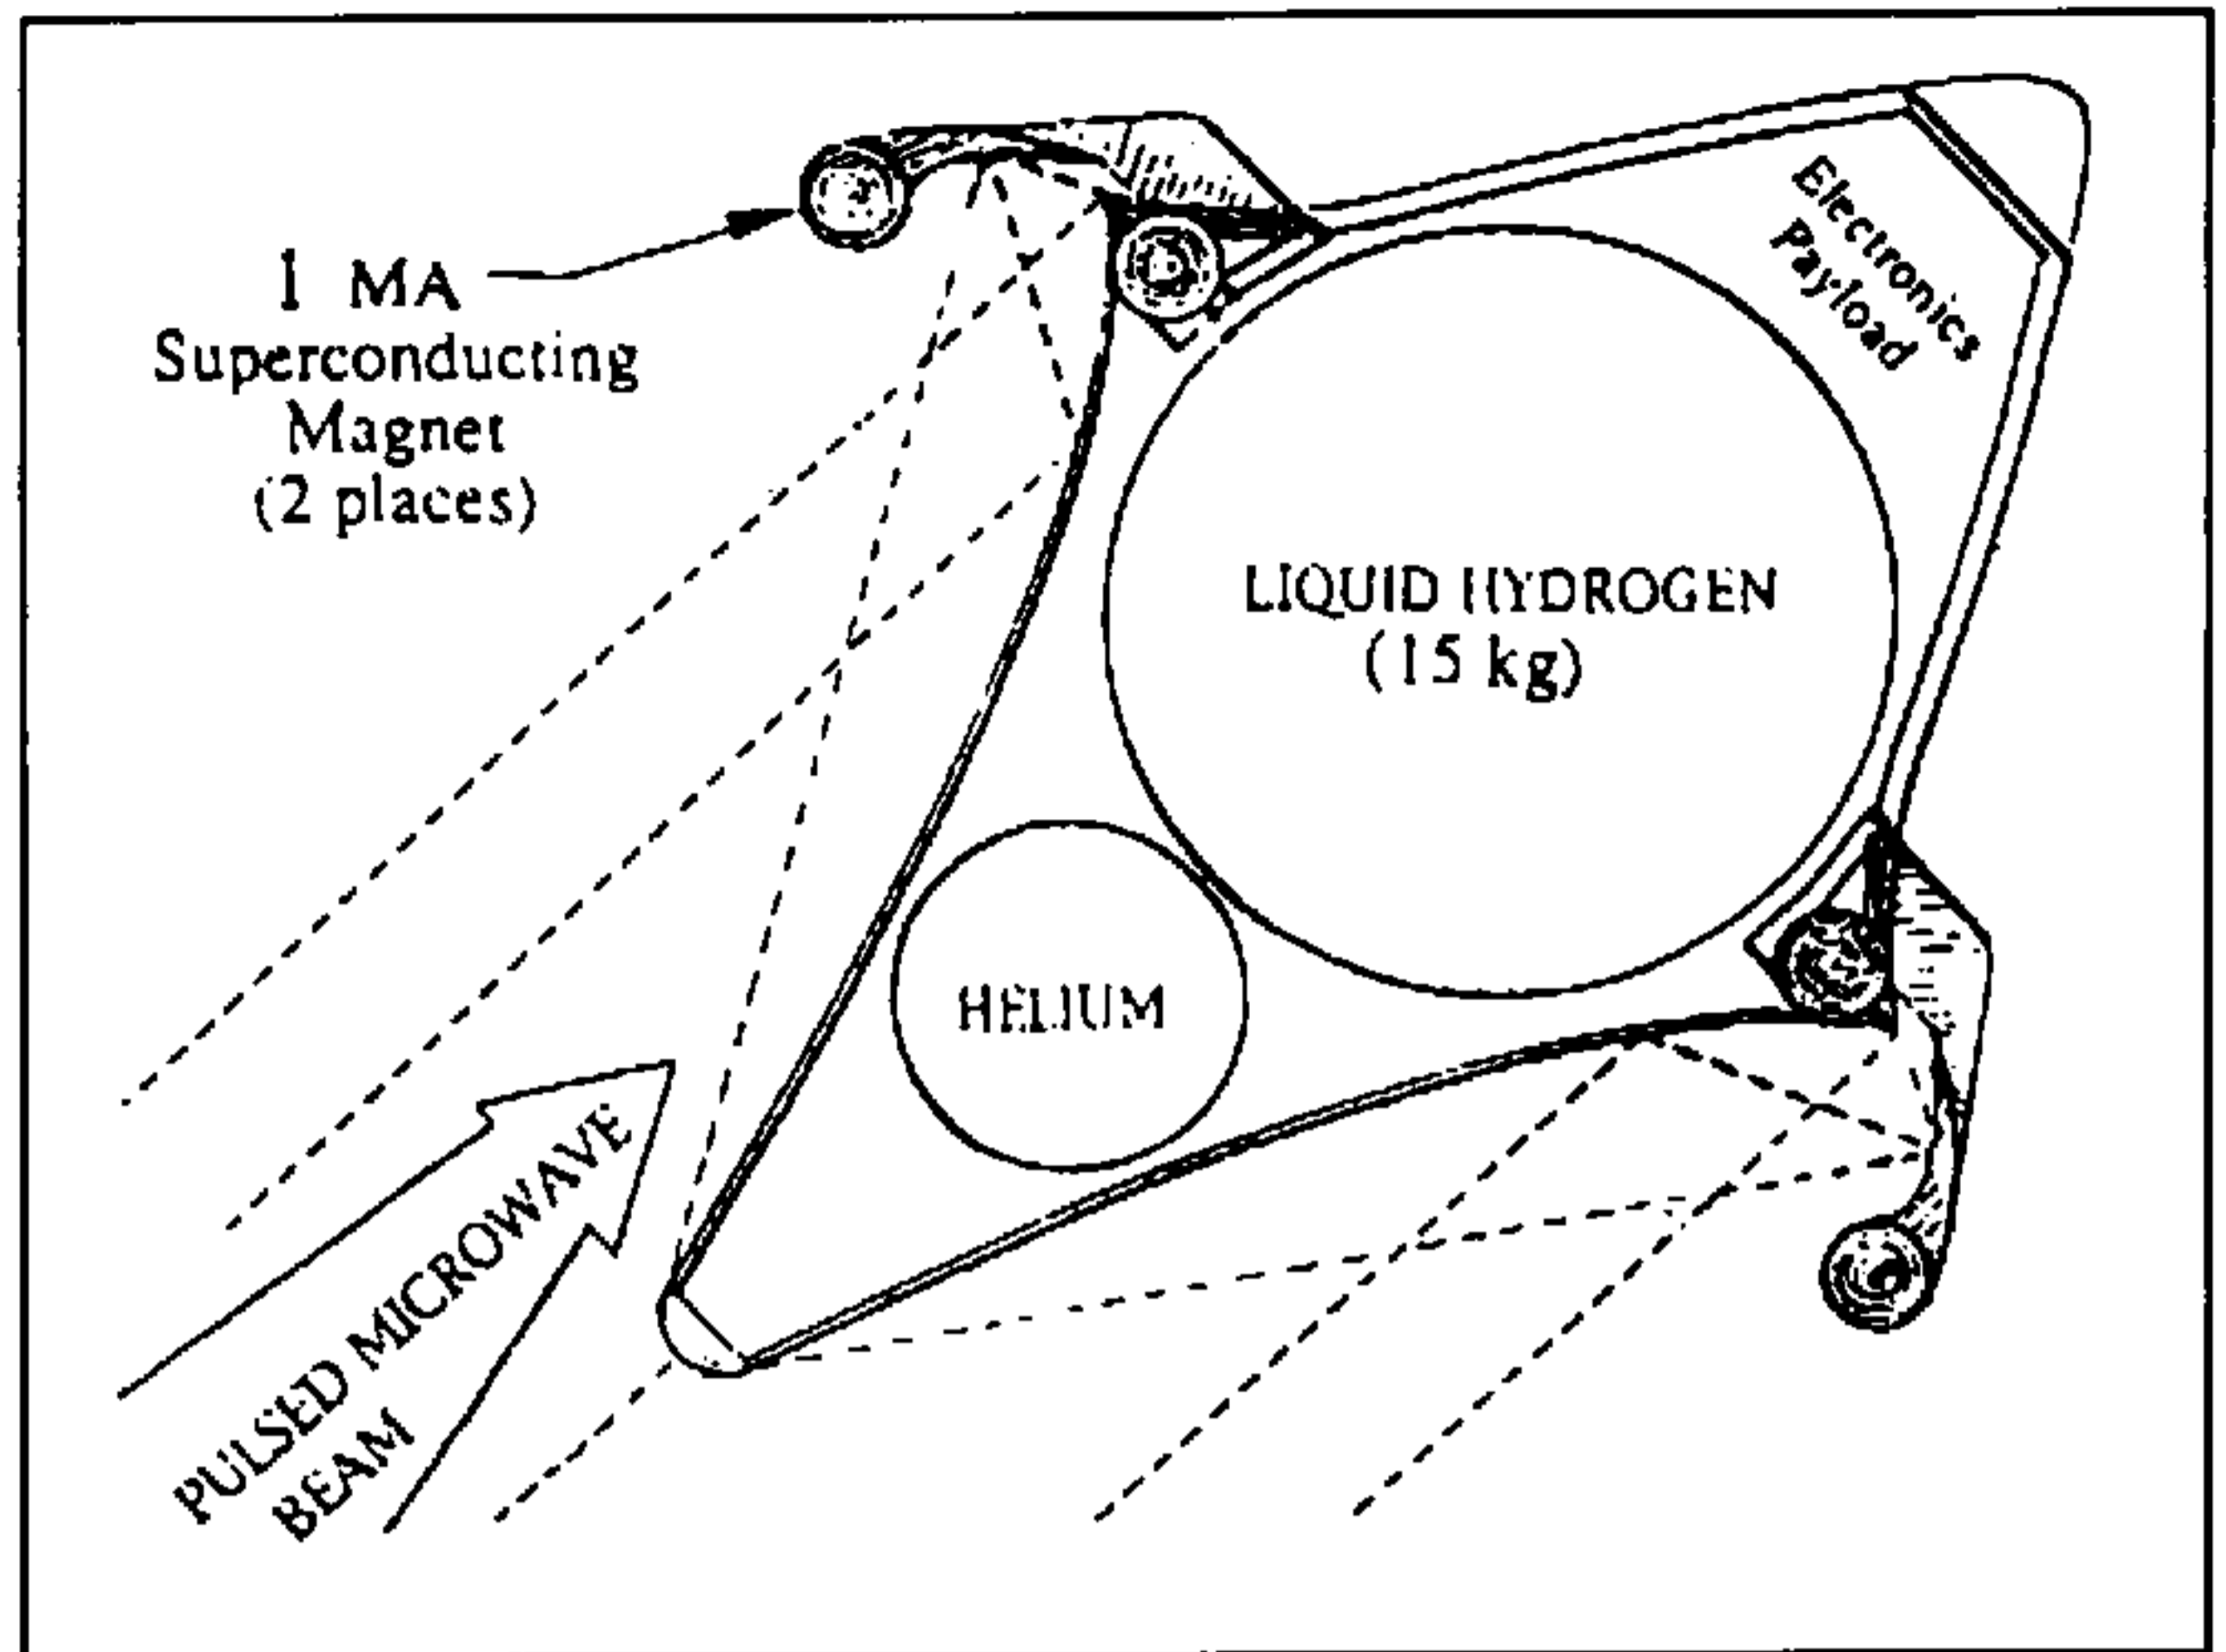 1 MA
Superconducting
Magnet
(2 places)
Electronics
Payload
LIQUID HYDROGEN
(15 kg)
HELIUM
PULSED MICROWAVE
BEAM